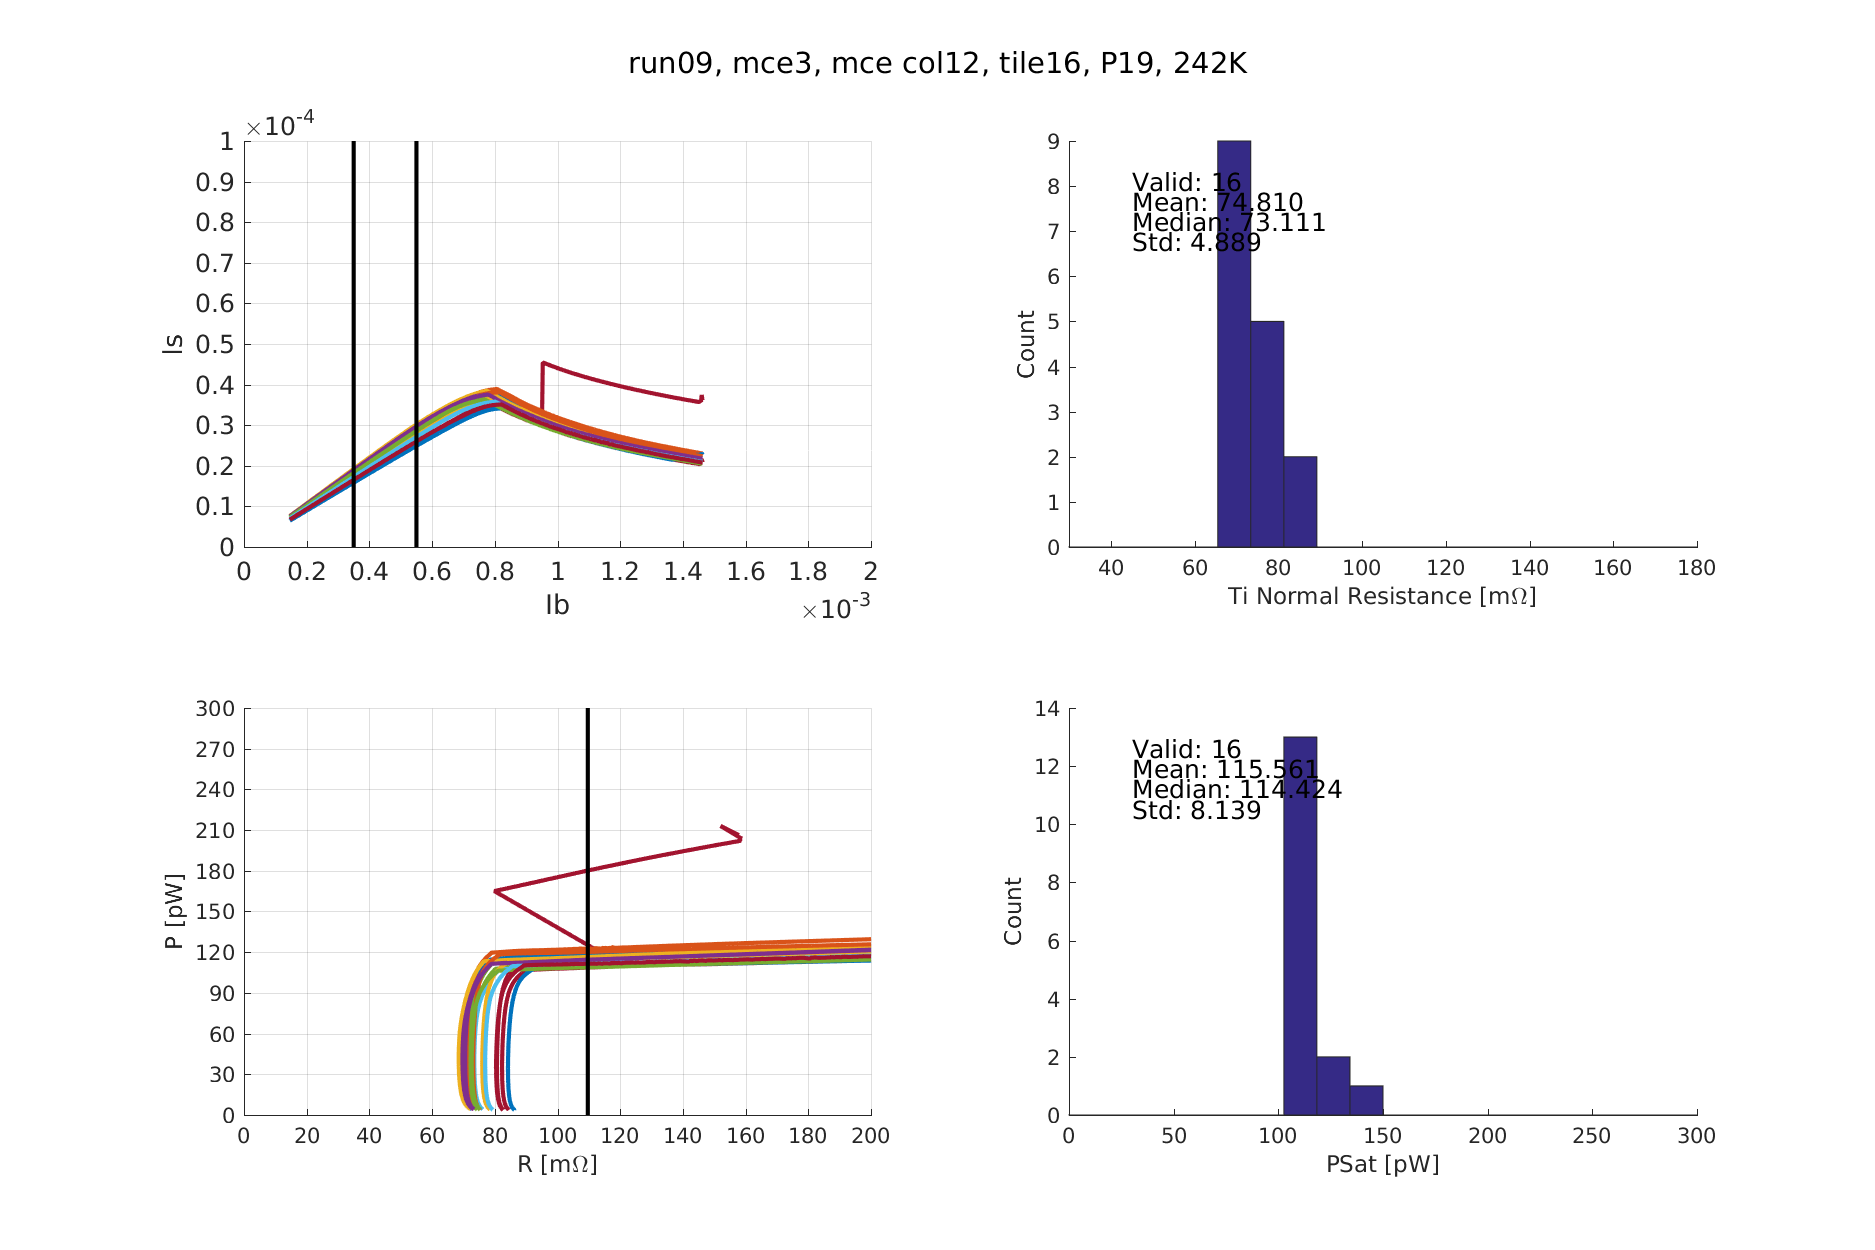 run09, mce3, mce col12, tile16, P19, 242K
×10-4
1
0.9
0.8
0.7
0.6
0.5
0.4
0.3
0.2
0.1
0
Is
0 0.2 0.4 0.6 0.8 1 1.2 1.4 1.6 1.8 2
Ib
×10-3
9
8
7
6
5
4
3
2
1
0
Count
Valid: 16
Mean: 74.810
Median: 73.111
Std: 4.889
40 60 80 100 120 140 160 180
Ti Normal Resistance [mΩ]
300
270
240
210
180
150
120
90
60
30
0
P [pW]
0 20 40 60 80 100 120 140 160 180 200
R [mΩ]
14
12
10
8
6
4
2
0
Count
Valid: 16
Mean: 115.561
Median: 114.424
Std: 8.139
0 50 100 150 200 250 300
PSat [pW]